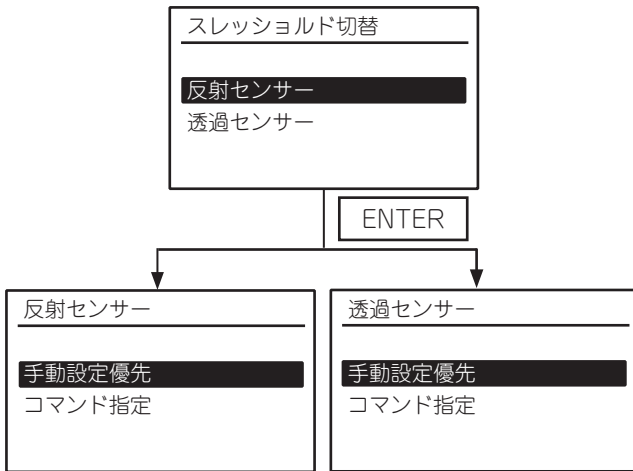 スレッショルド切替
反射センサー
透過センサー
ENTER
反射センサー
手動設定優先
コマンド指定
透過センサー
手動設定優先
コマンド指定